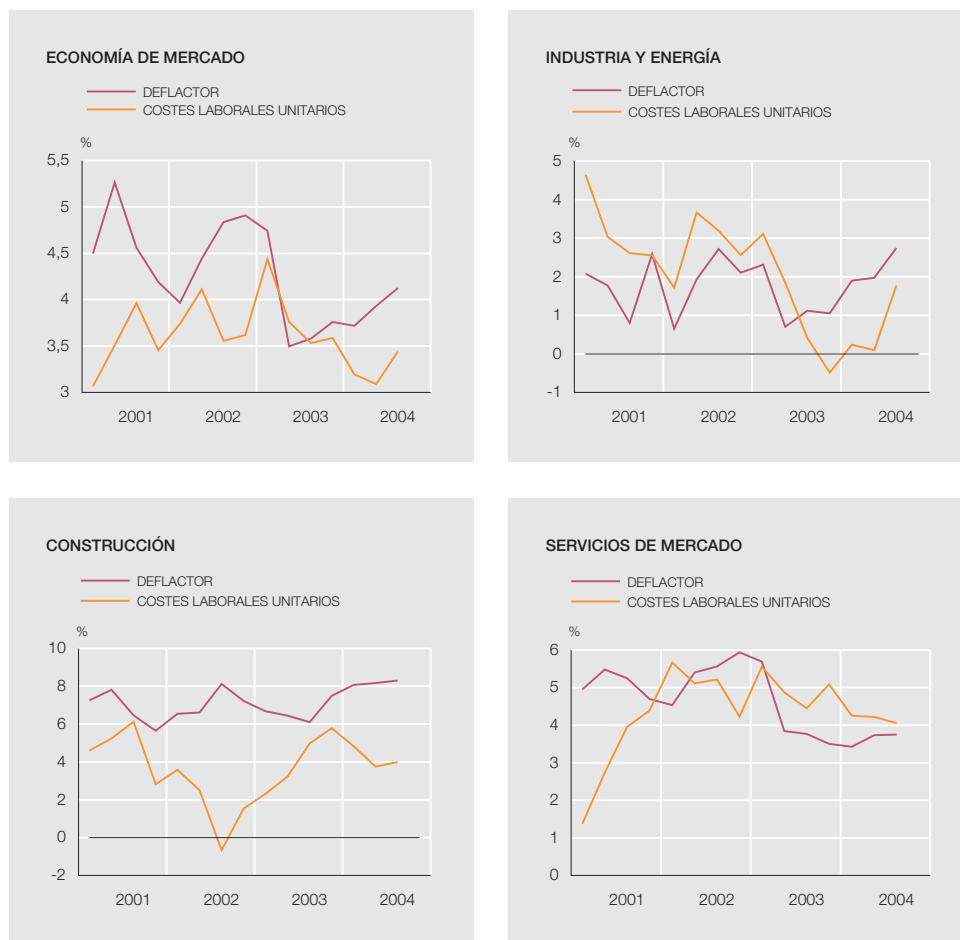 ECONOMÍA DE MERCADO
DEFLACTOR
COSTES LABORALES UNITARIOS
%
5,5
5
4,5
4
3,5
3
2001 2002 2003 2004
INDUSTRIA Y ENERGÍA
DEFLACTOR
COSTES LABORALES UNITARIOS
%
5
4
3
2
1
0
-1
2001 2002 2003 2004
CONSTRUCCIÓN
DEFLACTOR
COSTES LABORALES UNITARIOS
%
10
8
6
4
2
0
-2
2001 2002 2003 2004
SERVICIOS DE MERCADO
DEFLACTOR
COSTES LABORALES UNITARIOS
%
6
5
4
3
2
1
0
2001 2002 2003 2004